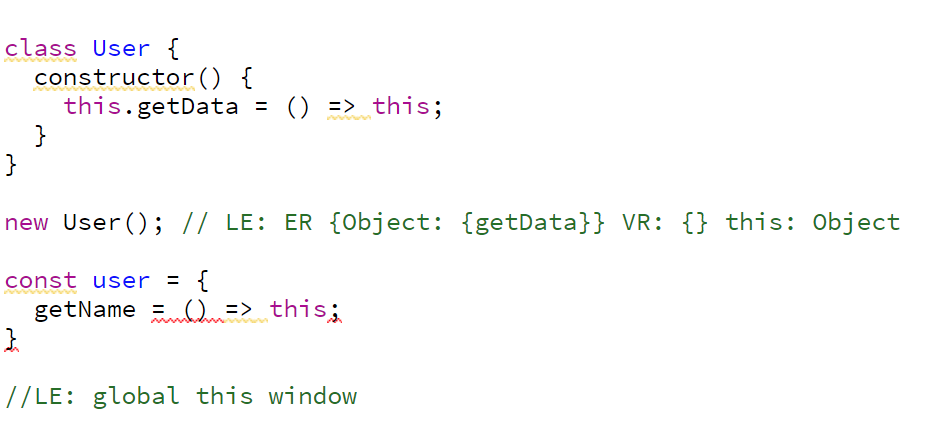 class User {
constructor() {
this.getData = () => this;
}
}
new User(); // LE: ER {Object: {getData}} VR: {} this: Object
const user = {
getName = () => this;
}
//LE: global this window